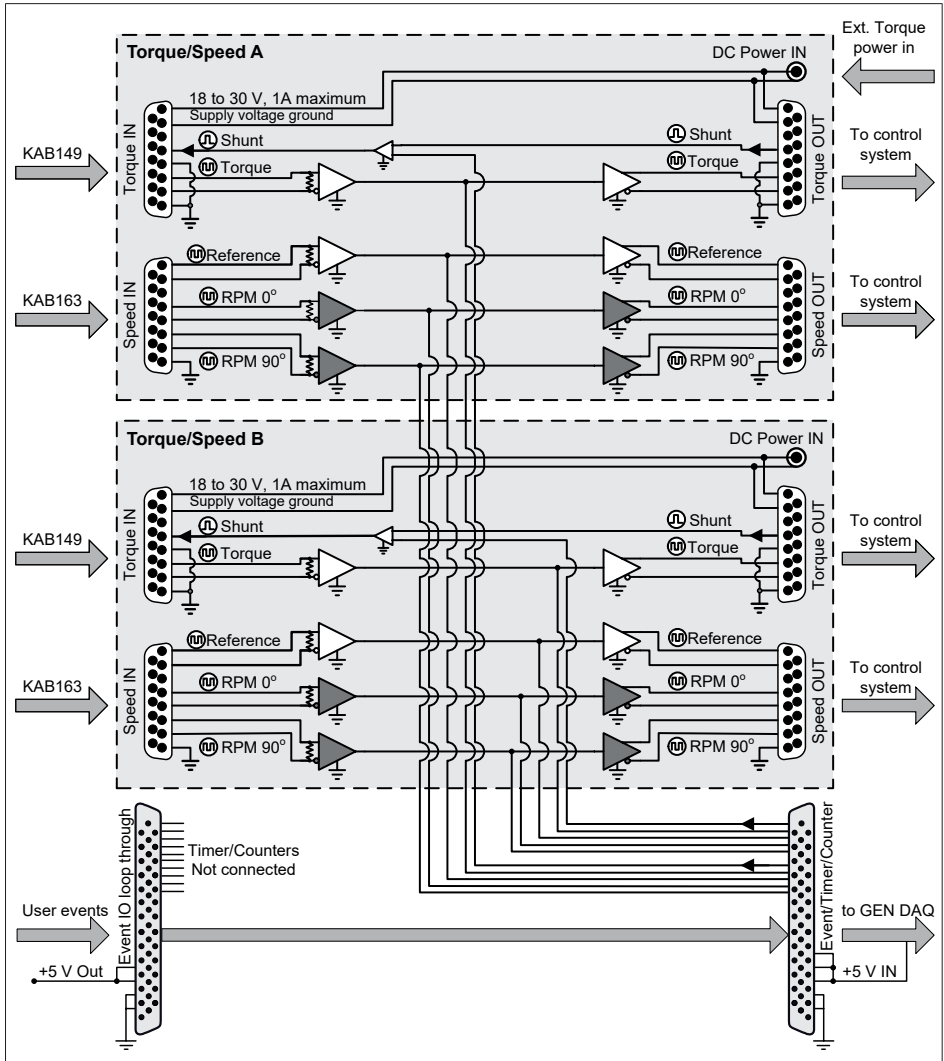 Ext. Torque
power in
Torque/Speed A
DC Power IN
18 to 30 V, 1A maximum
Supply voltage ground
Shunt
Shunt
Torque IN
Torque OUT
KAB149
To control
system
Torque
Torque
Reference
Reference
Speed IN
Speed OUT
KAB163
To control
system
RPM 0°
RPM 0°
RPM 90°
RPM 90°
Torque/Speed B
DC Power IN
18 to 30 V, 1A maximum
Supply voltage ground
Shunt
Shunt
Torque IN
Torque OUT
KAB149
To control
system
Torque
Torque
Reference
Reference
Speed IN
Speed OUT
KAB163
To control
system
RPM 0°
RPM 0°
RPM 90°
RPM 90°
Event IO loop through
Timer/Counters
Not connected
Event/Timer/Counter
User events
to GEN DAQ
+5 V Out
+5 V IN